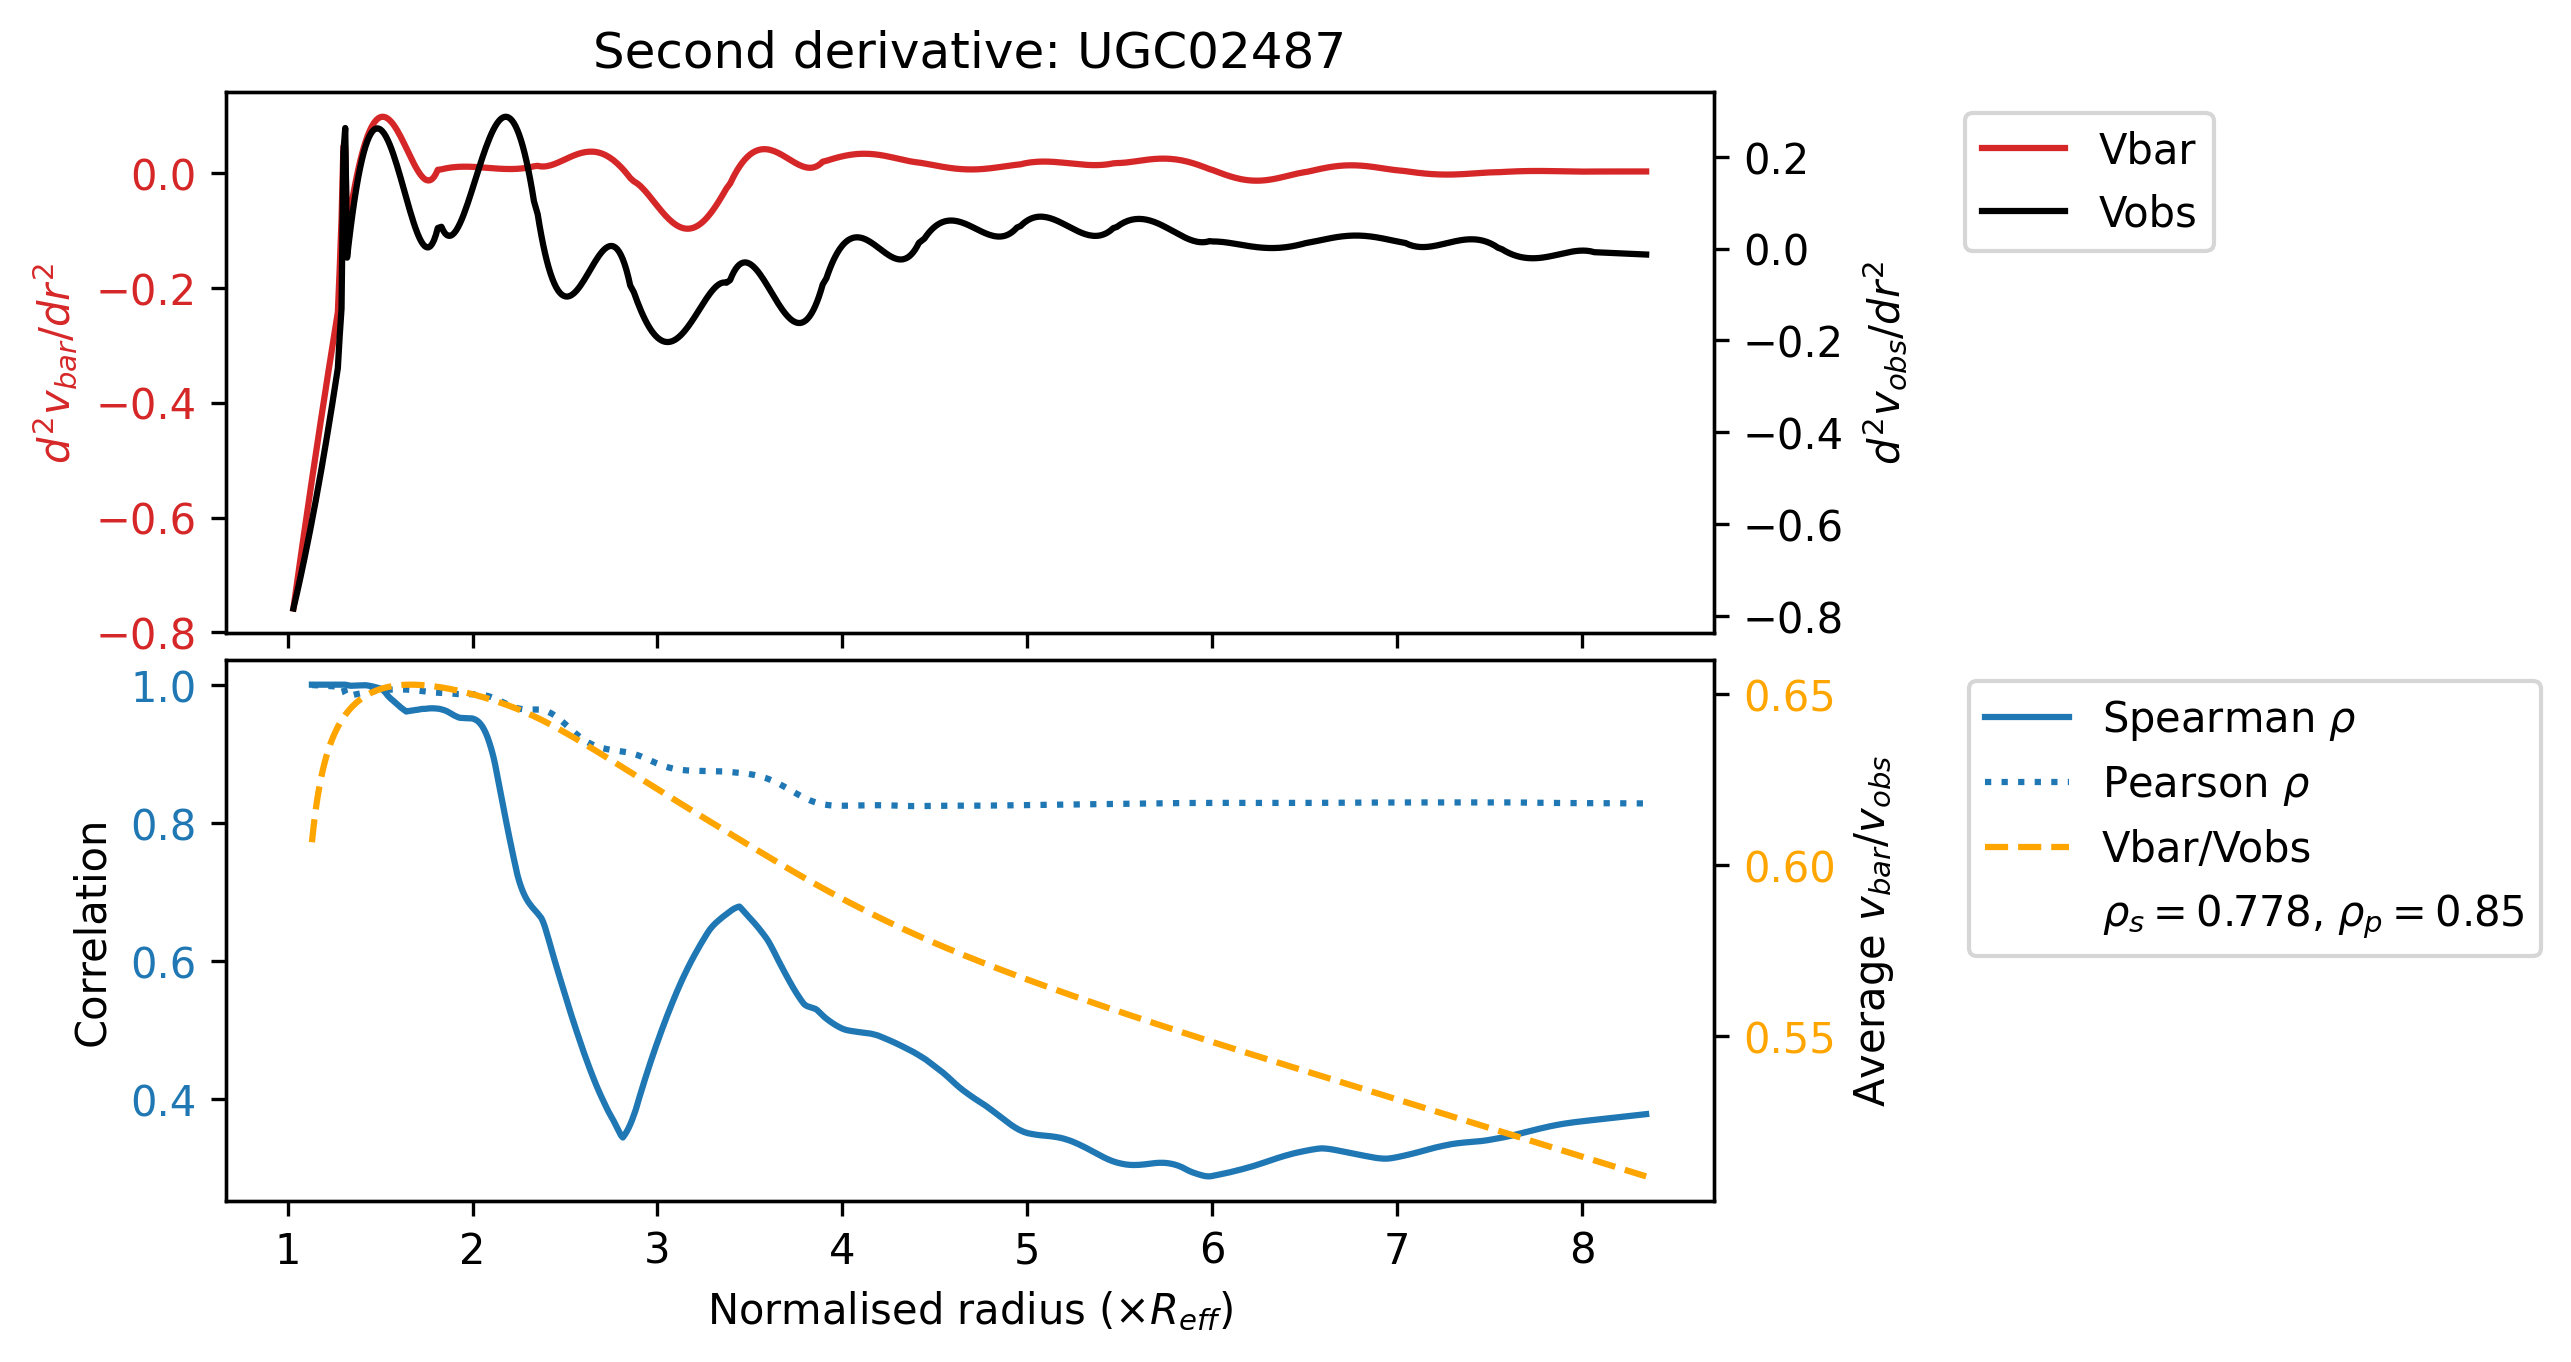 Second derivative: UGC02487
d²v_bar/dr²
0.0
−0.2
−0.4
−0.6
−0.8
0.2
0.0
−0.2
−0.4
−0.6
−0.8
d²v_obs/dr²
Vbar
Vobs
Correlation
1.0
0.8
0.6
0.4
0.65
0.60
0.55
Average v_bar/v_obs
Spearman ρ
Pearson ρ
Vbar/Vobs
ρ_s = 0.778, ρ_p = 0.85
1 2 3 4 5 6 7 8
Normalised radius (×R_eff)